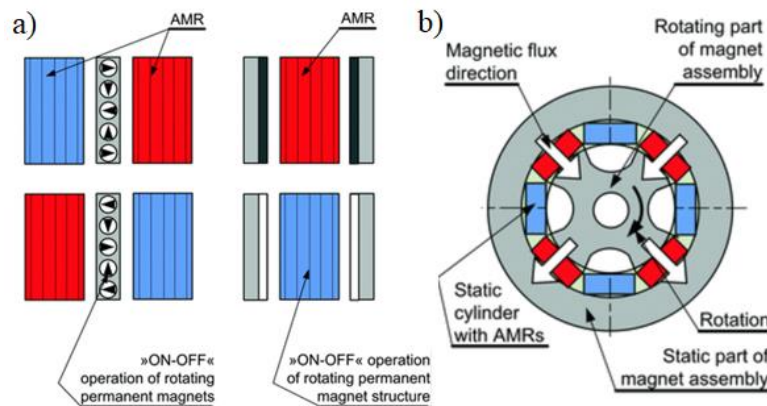 a)
AMR
AMR
»ON-OFF«
operation of rotating
permanent magnets
»ON-OFF« operation
of rotating permanent
magnet structure
b)
Magnetic flux
direction
Rotating part
of magnet
assembly
Static
cylinder
with AMRs
Rotation
Static part of
magnet assembly